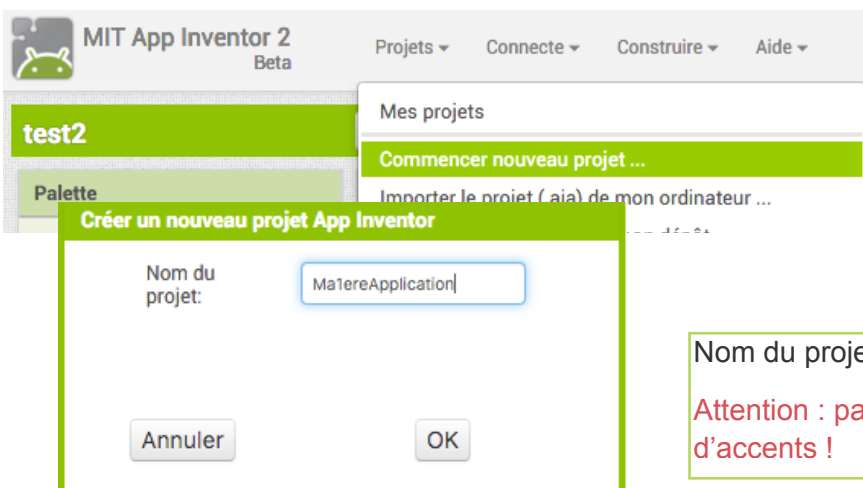 MIT App Inventor 2
Beta
Projets Connecte Construire Aide
Mes projets
test2
Commencer nouveau projet ...
Palette
Importer le projet (.aia) de mon ordinateur ...
Créer un nouveau projet App Inventor
Nom du
projet:
Ma1ereApplication
Nom du proje
Attention : pa
d'accents !
Annuler OK